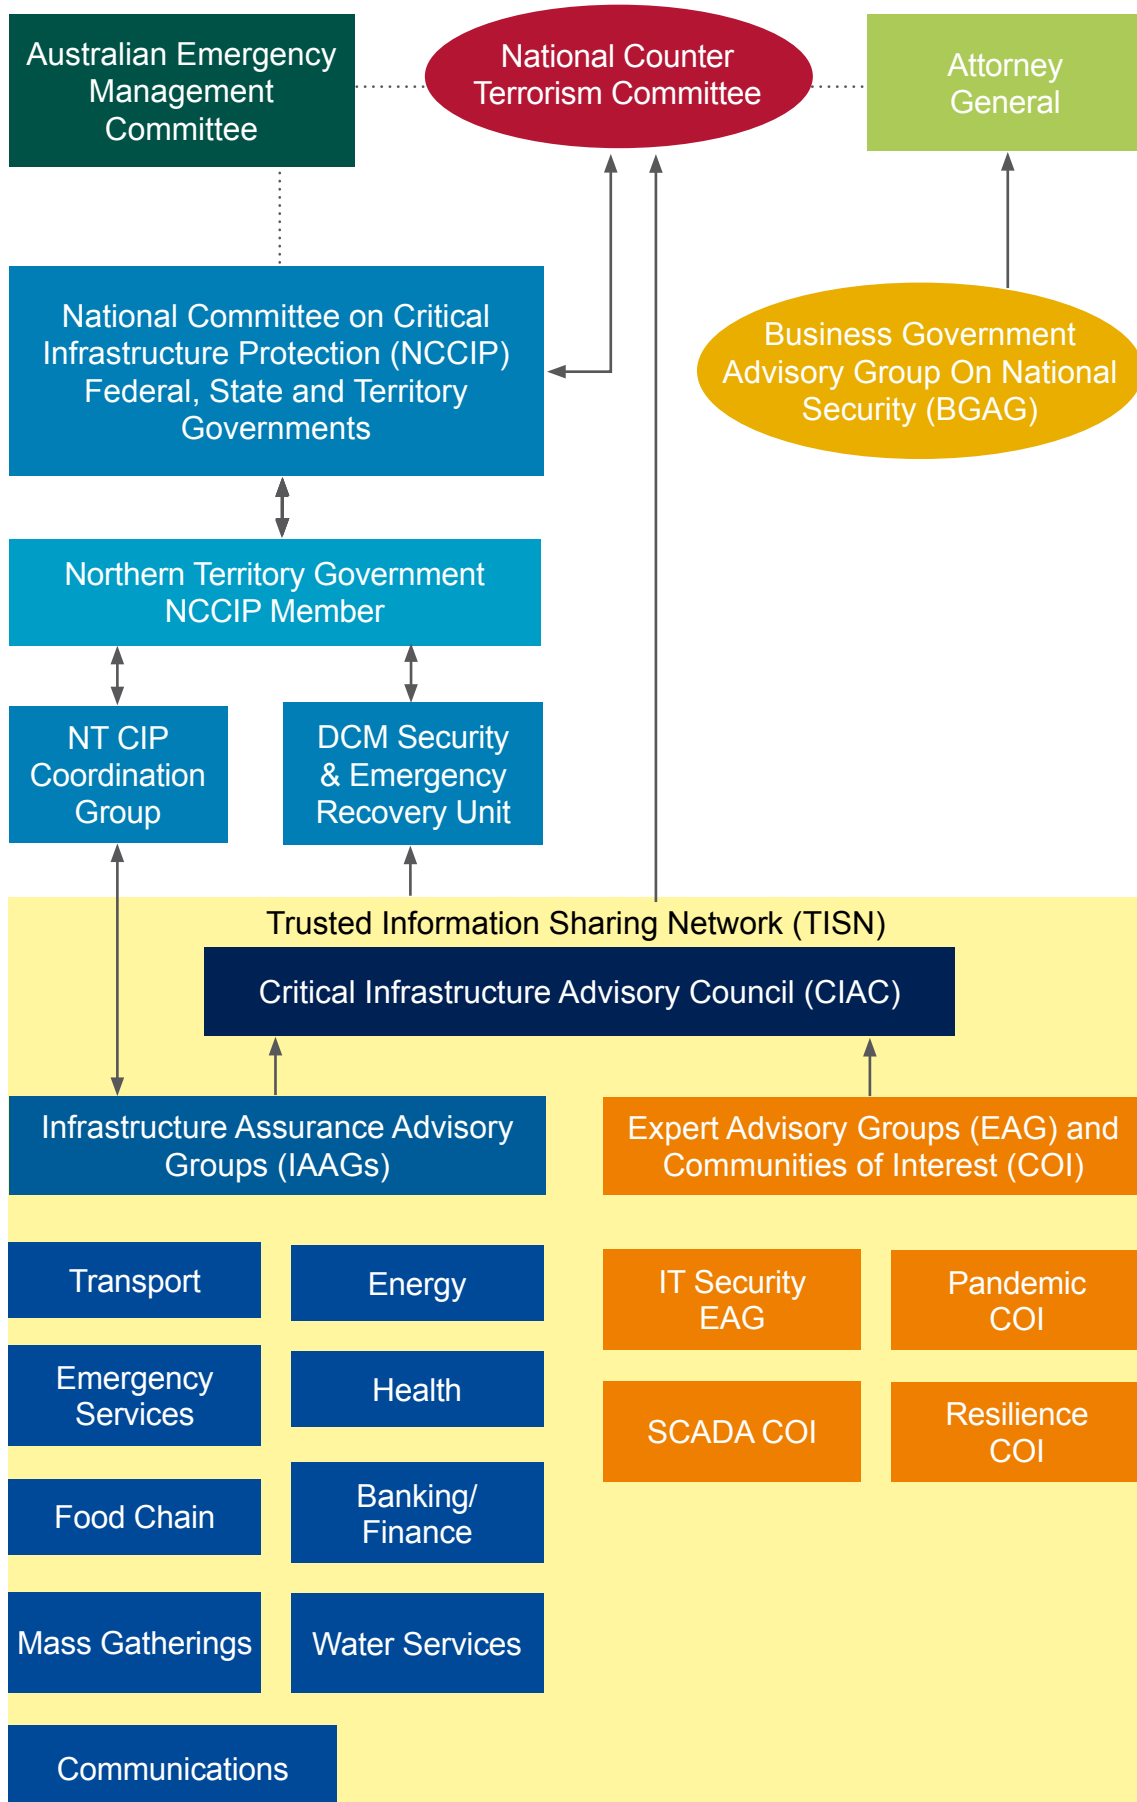 Australian Emergency
Management
Committee
National Counter
Terrorism Committee
Attorney
General
National Committee on Critical
Infrastructure Protection (NCCIP)
Federal, State and Territory
Governments
Business Government
Advisory Group On National
Security (BGAG)
Northern Territory Government
NCCIP Member
NT CIP
Coordination
Group
DCM Security
& Emergency
Recovery Unit
Trusted Information Sharing Network (TISN)
Critical Infrastructure Advisory Council (CIAC)
Infrastructure Assurance Advisory
Groups (IAAGs)
Expert Advisory Groups (EAG) and
Communities of Interest (COI)
Transport
Energy
IT Security
EAG
Pandemic
COI
Emergency
Services
Health
SCADA COI
Resilience
COI
Food Chain
Banking/
Finance
Mass Gatherings
Water Services
Communications